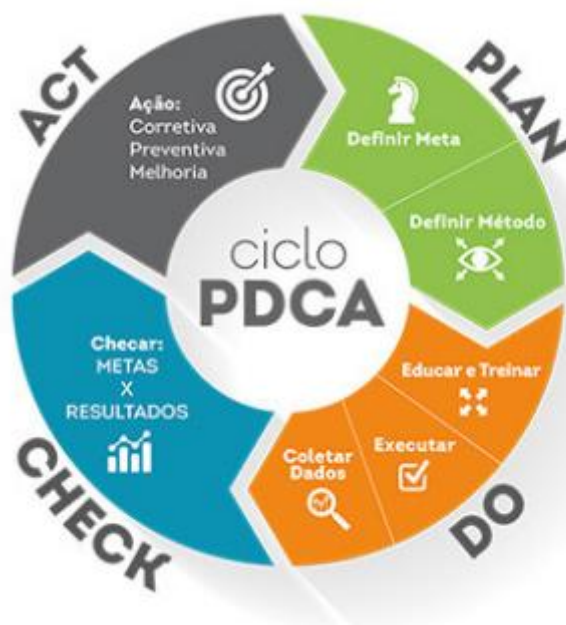 ACT
Ação:
Corretiva
Preventiva
Melhoria
PLAN
Definir Meta
Definir Método
ciclo
PDCA
Checar:
METAS
X
RESULTADOS
Educar e Treinar
Executar
Coletar
Dados
CHECK
DO